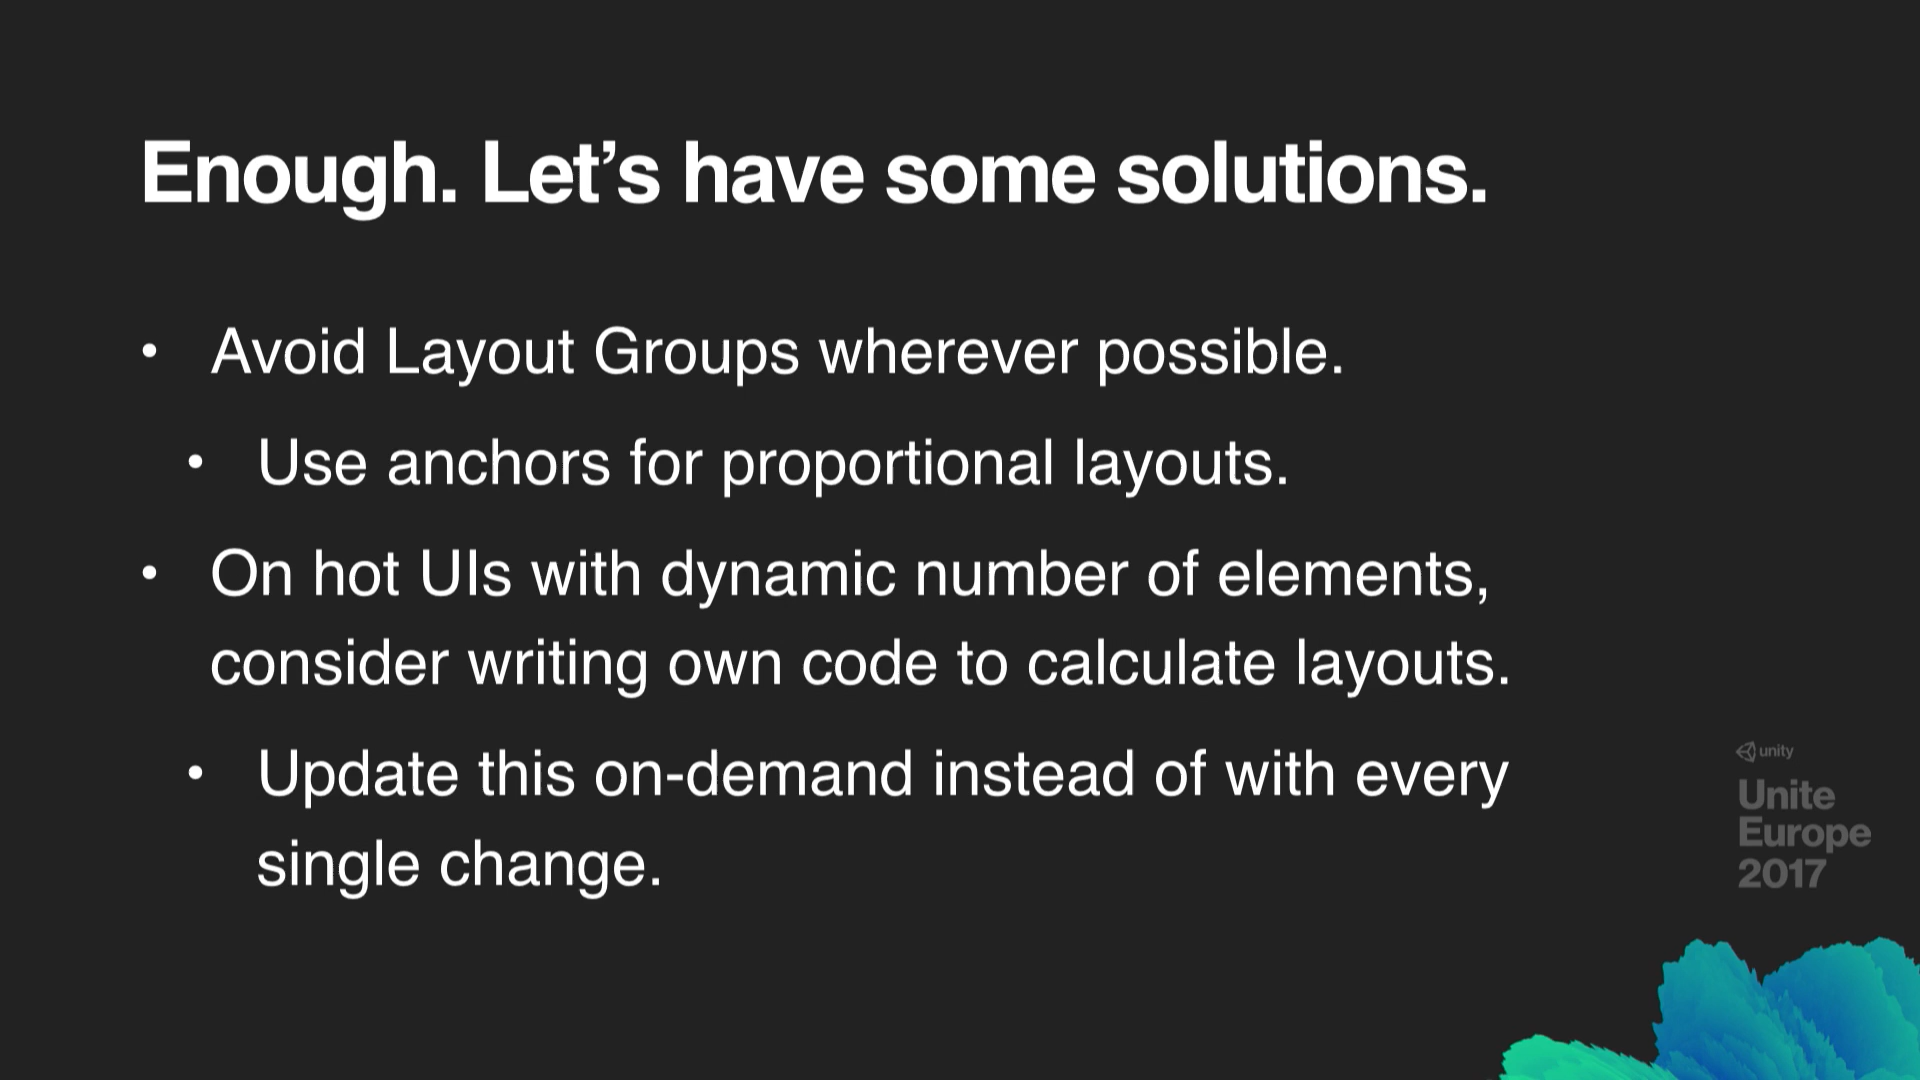 Enough. Let’s have some solutions.
• Avoid Layout Groups wherever possible.
• Use anchors for proportional layouts.
• On hot UIs with dynamic number of elements,
consider writing own code to calculate layouts.
• Update this on-demand instead of with every
single change.
unity
Unite
Europe
2017